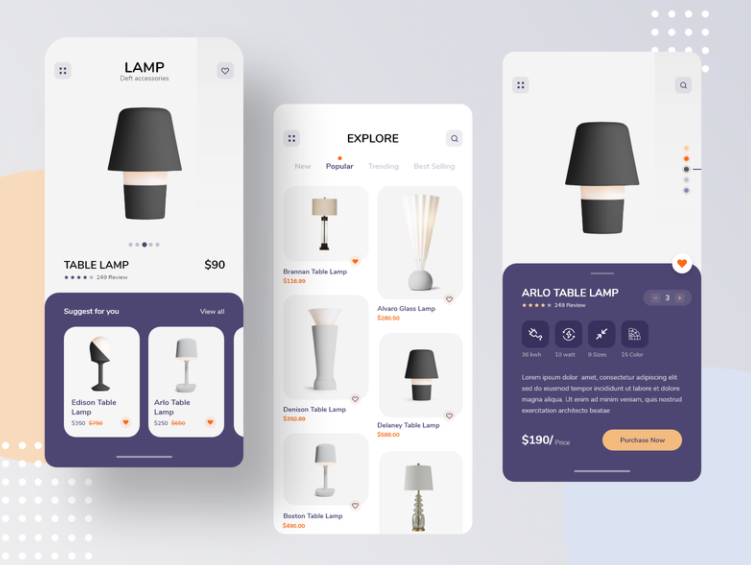 LAMP
Deft accessories
TABLE LAMP
$90
249 Review
Suggest for you
View all
Edison Table
Lamp
$350 $750
Arlo Table
Lamp
$250 $650
EXPLORE
New Popular Trending Best Selling
Brannan Table Lamp
Alvaro Glass Lamp
$280.50
Denison Table Lamp
$350.89
Delaney Table Lamp
$589.00
Boston Table Lamp
$490.00
ARLO TABLE LAMP
- 3 +
249 Review
36 kwh
10 watt
9 Sizes
25 Color
Lorem ipsum dolor amet, consectetur adipiscing elit
sed do eiusmod tempor incididunt ut labore et dolore
magna aliqua. Ut enim ad minim veniam, quis nostrud
exercitation architecto beatae
$190/ Price
Purchase Now